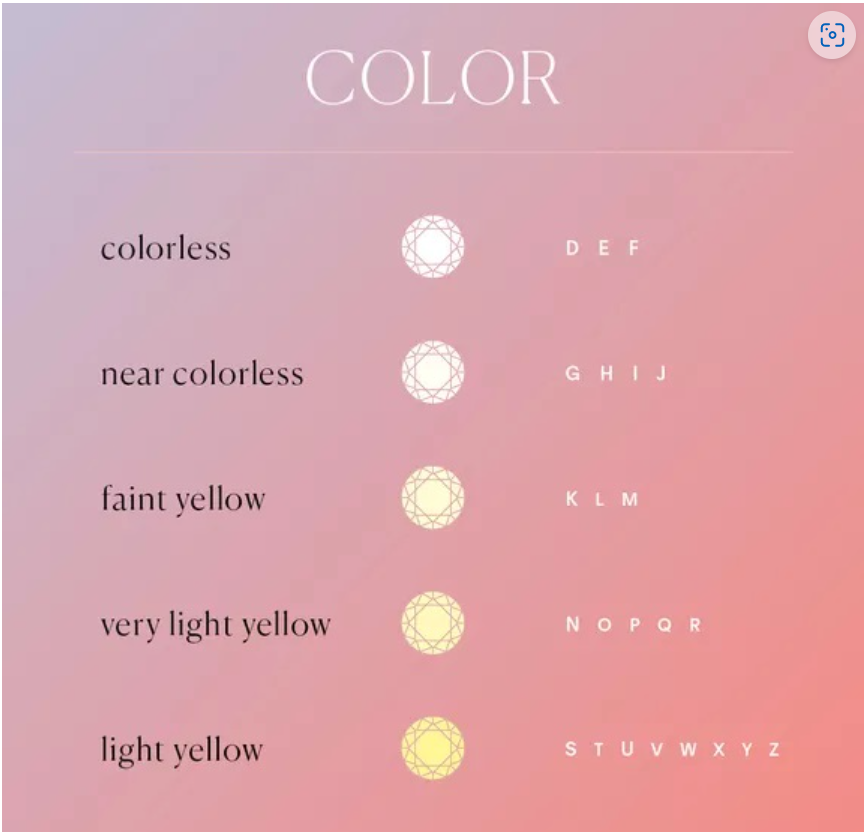 COLOR
colorless D E F
near colorless G H I J
faint yellow K L M
very light yellow N O P Q R
light yellow S T U V W X Y Z